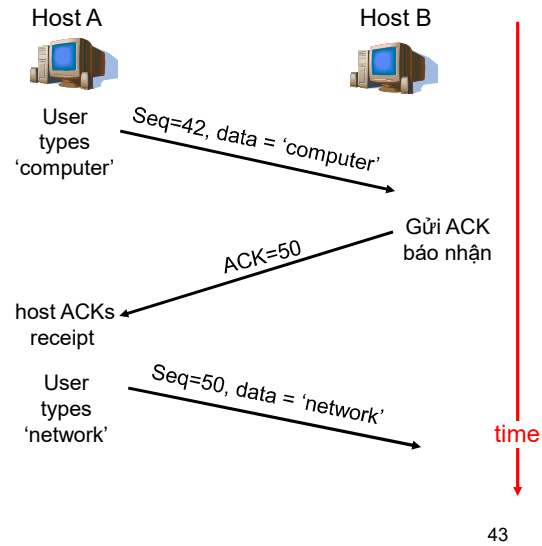 Host A
Host B
User
types
‘computer’
Seq=42, data = ‘computer’
Gửi ACK
báo nhận
ACK=50
host ACKs
receipt
User
types
‘network’
Seq=50, data = ‘network’
time
43